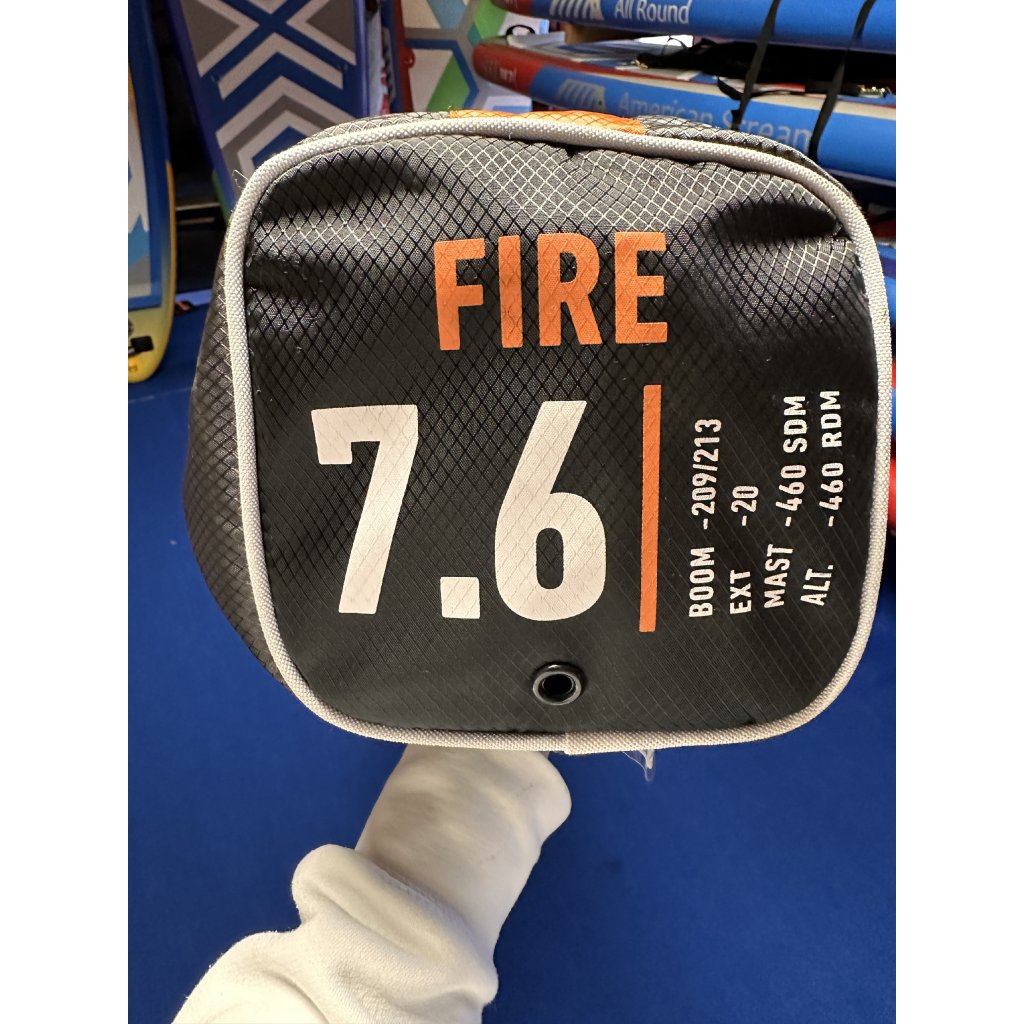 All Round
American Stream
FIRE
7.6
BOOM -209/213
EXT -20
MAST -460 SDM
ALT. -460 RDM